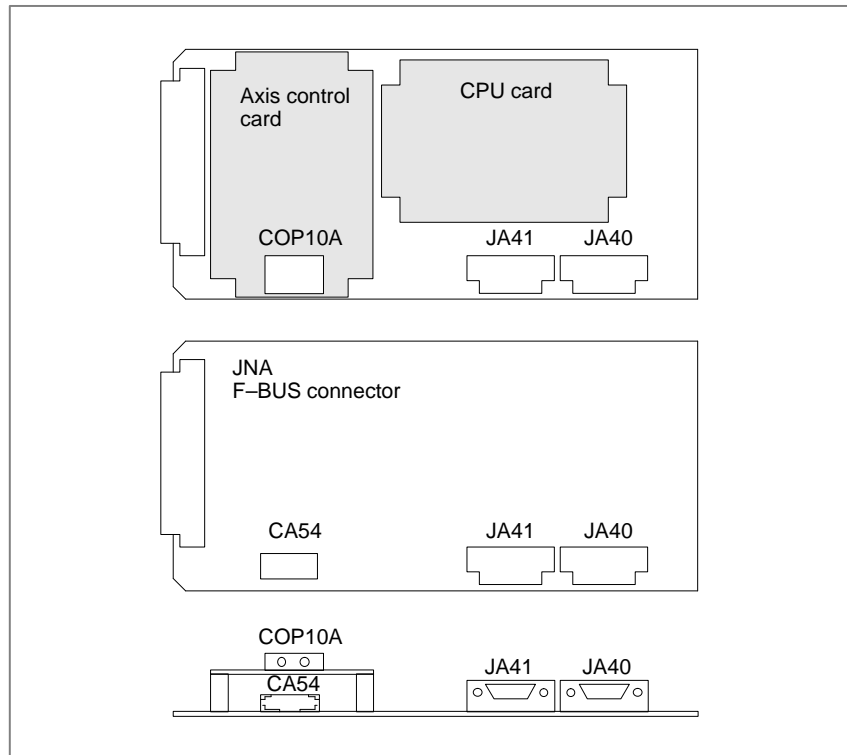 Axis control
card
CPU card
COP10A
JA41
JA40
JNA
F–BUS connector
CA54
JA41
JA40
COP10A
CA54
JA41
JA40